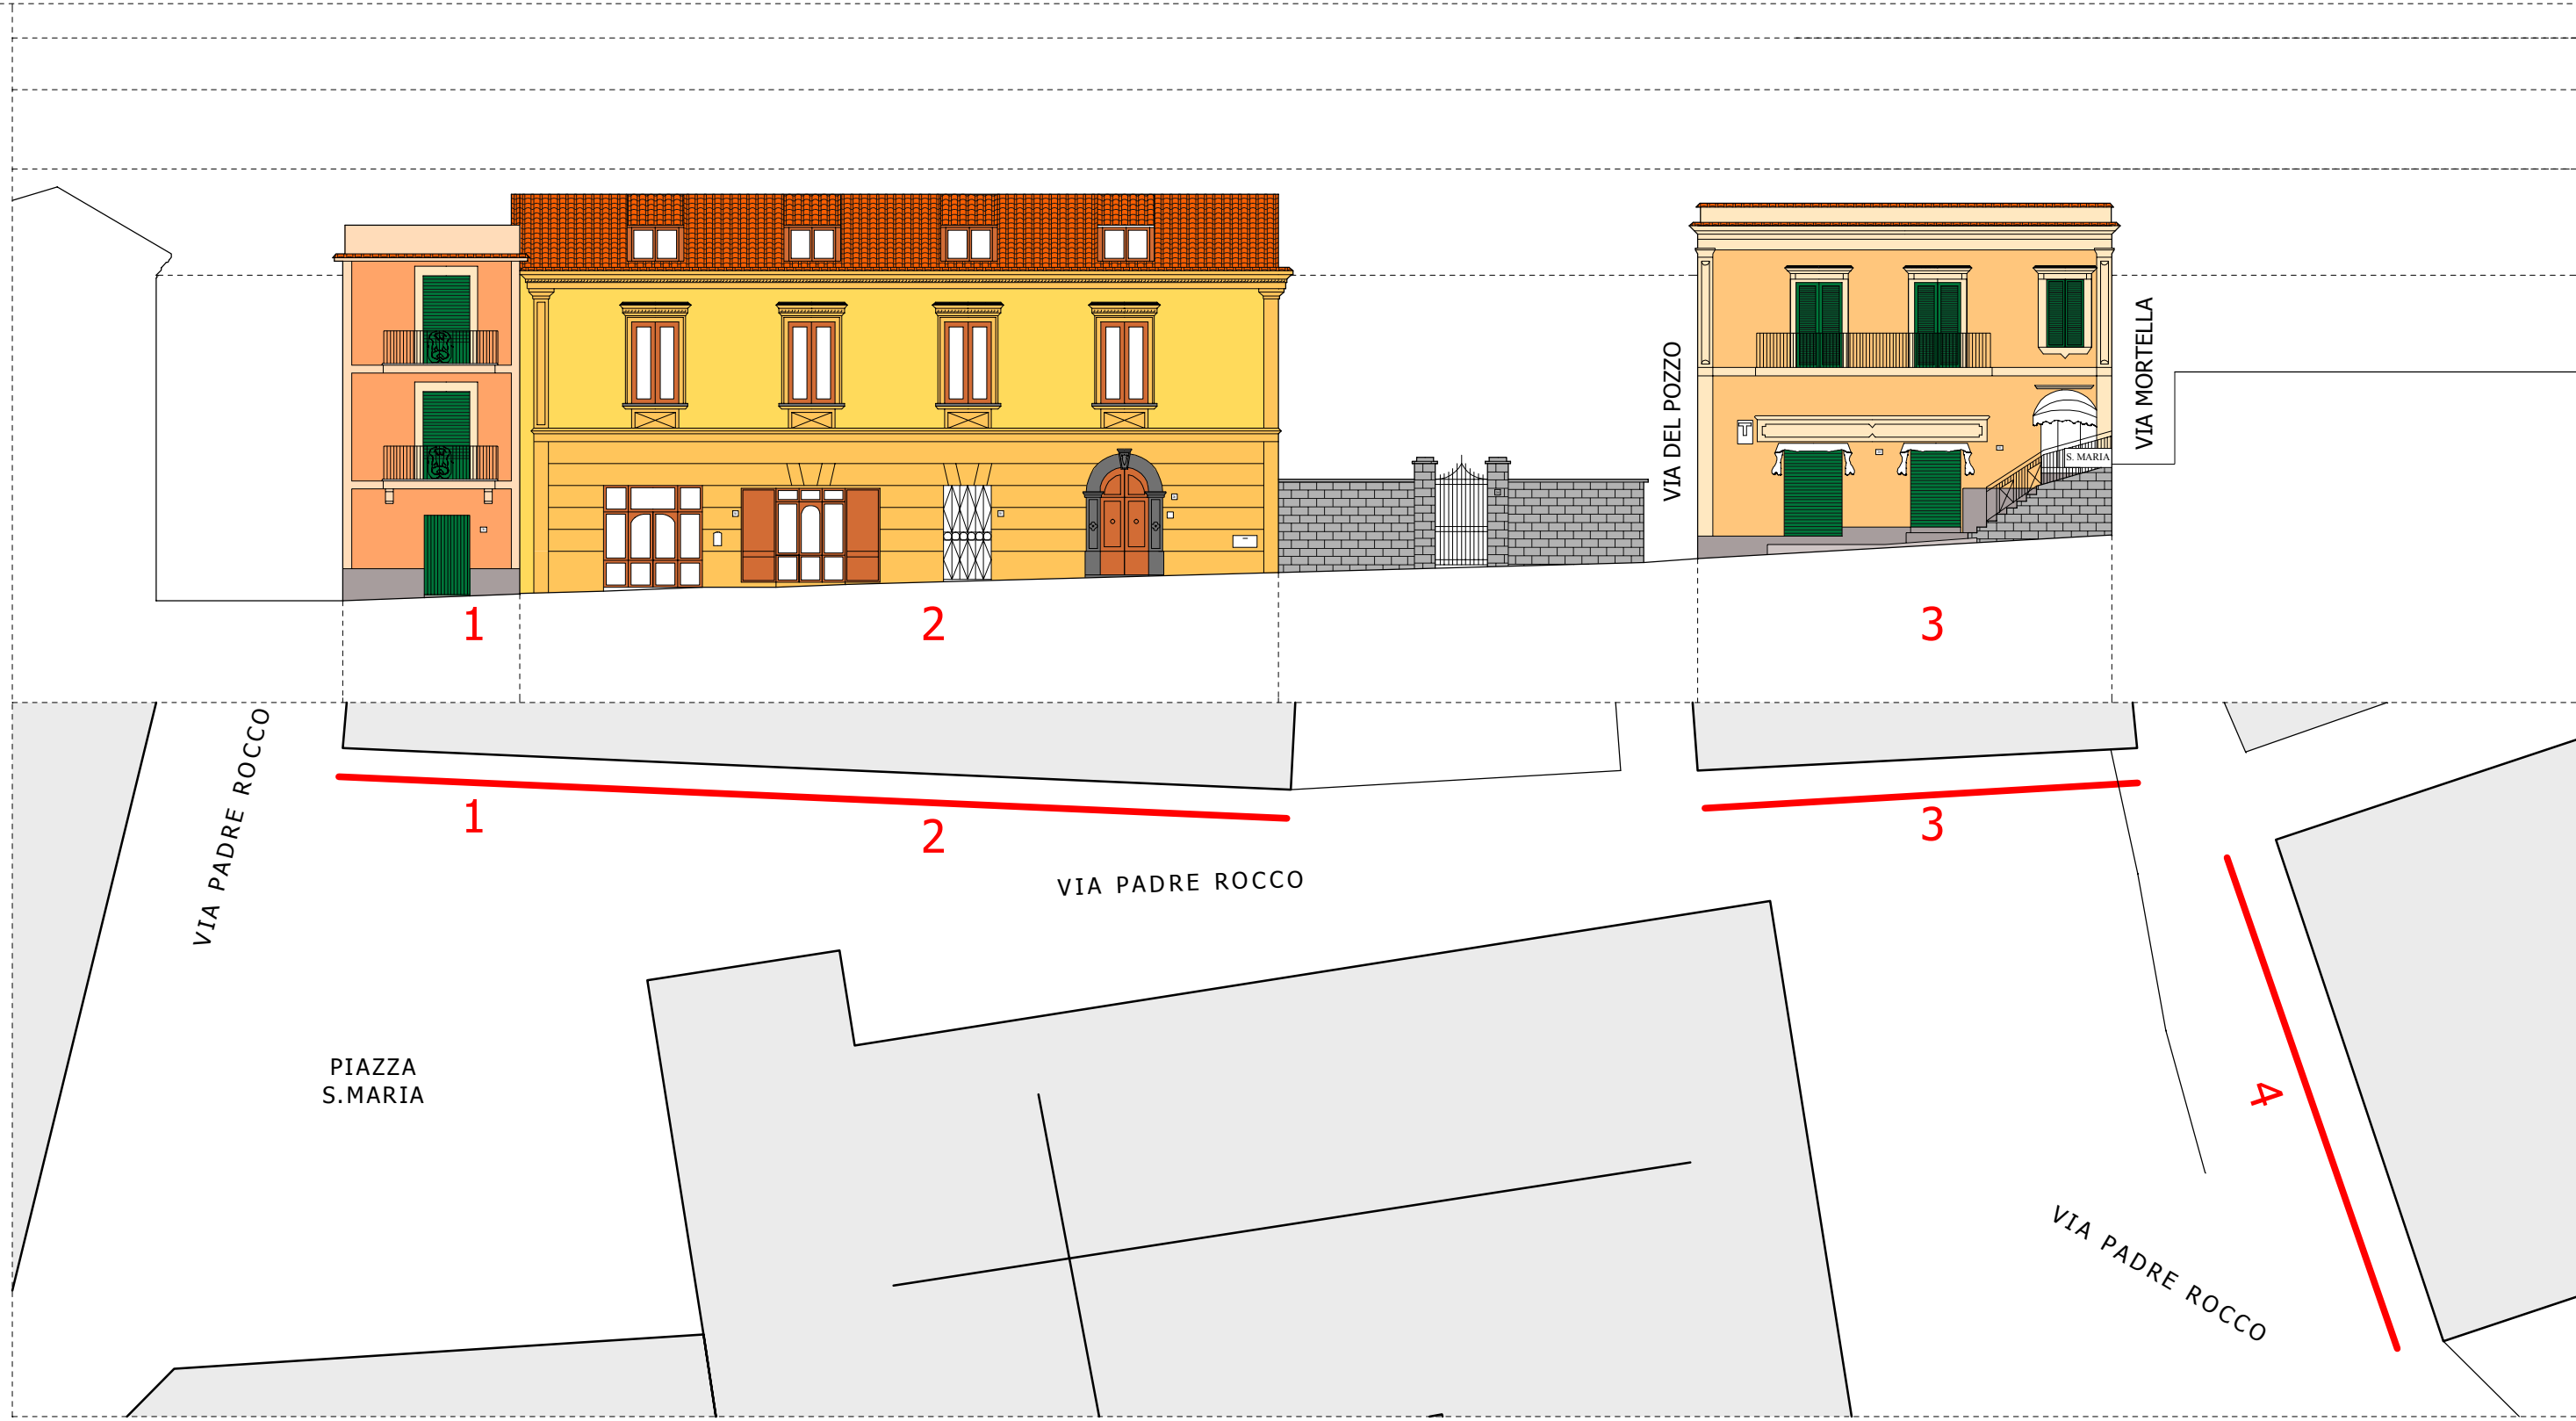 VIA DEL POZZO
VIA MORTELLA
T
S. MARIA
1
2
3
VIA PADRE ROCCO
1
2
3
VIA PADRE ROCCO
PIAZZA
S.MARIA
4
VIA PADRE ROCCO